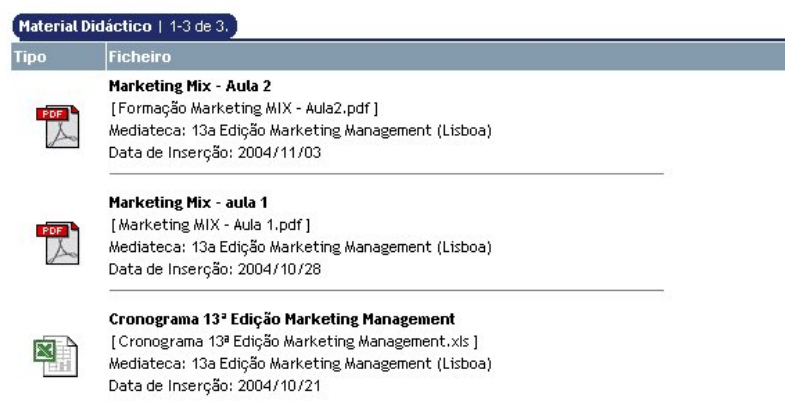 Material Didáctico | 1-3 de 3.
Tipo Ficheiro
Marketing Mix - Aula 2
[Formação Marketing MIX - Aula2.pdf]
PDF
Mediateca: 13a Edição Marketing Management (Lisboa)
Data de Inserção: 2004/11/03
Marketing Mix - aula 1
[Marketing MIX - Aula 1.pdf]
PDF
Mediateca: 13a Edição Marketing Management (Lisboa)
Data de Inserção: 2004/10/28
Cronograma 13ª Edição Marketing Management
[Cronograma 13ª Edição Marketing Management.xls]
Mediateca: 13a Edição Marketing Management (Lisboa)
Data de Inserção: 2004/10/21